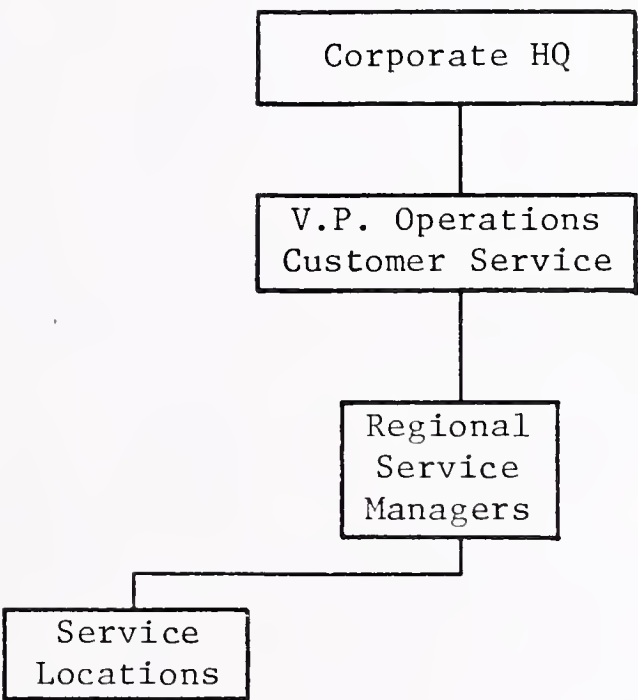 Corporate HQ
V.P. Operations
Customer Service
Regional
Service
Managers
Service
Locations